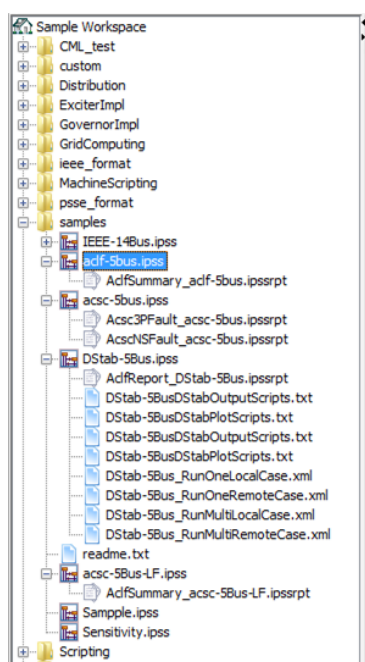 Sample Workspace
CML_test
custom
Distribution
ExciterImpl
GovernorImpl
GridComputing
ieee_format
MachineScripting
psse_format
samples
IEEE-14Bus.ipss
aclf-5bus.ipss
AclfSummary_aclf-5bus.ipssrpt
acsc-5bus.ipss
Acsc3PFault_acsc-5bus.ipssrpt
AcscNSFault_acsc-5bus.ipssrpt
DStab-5Bus.ipss
AclfReport_DStab-5Bus.ipssrpt
DStab-5BusDStabOutputScripts.txt
DStab-5BusDStabPlotScripts.txt
DStab-5BusDStabOutputScripts.txt
DStab-5BusDStabPlotScripts.txt
DStab-5Bus_RunOneLocalCase.xml
DStab-5Bus_RunOneRemoteCase.xml
DStab-5Bus_RunMultiLocalCase.xml
DStab-5Bus_RunMultiRemoteCase.xml
readme.txt
acsc-5Bus-LF.ipss
AclfSummary_acsc-5Bus-LF.ipssrpt
Sampple.ipss
Sensitivity.ipss
Scripting